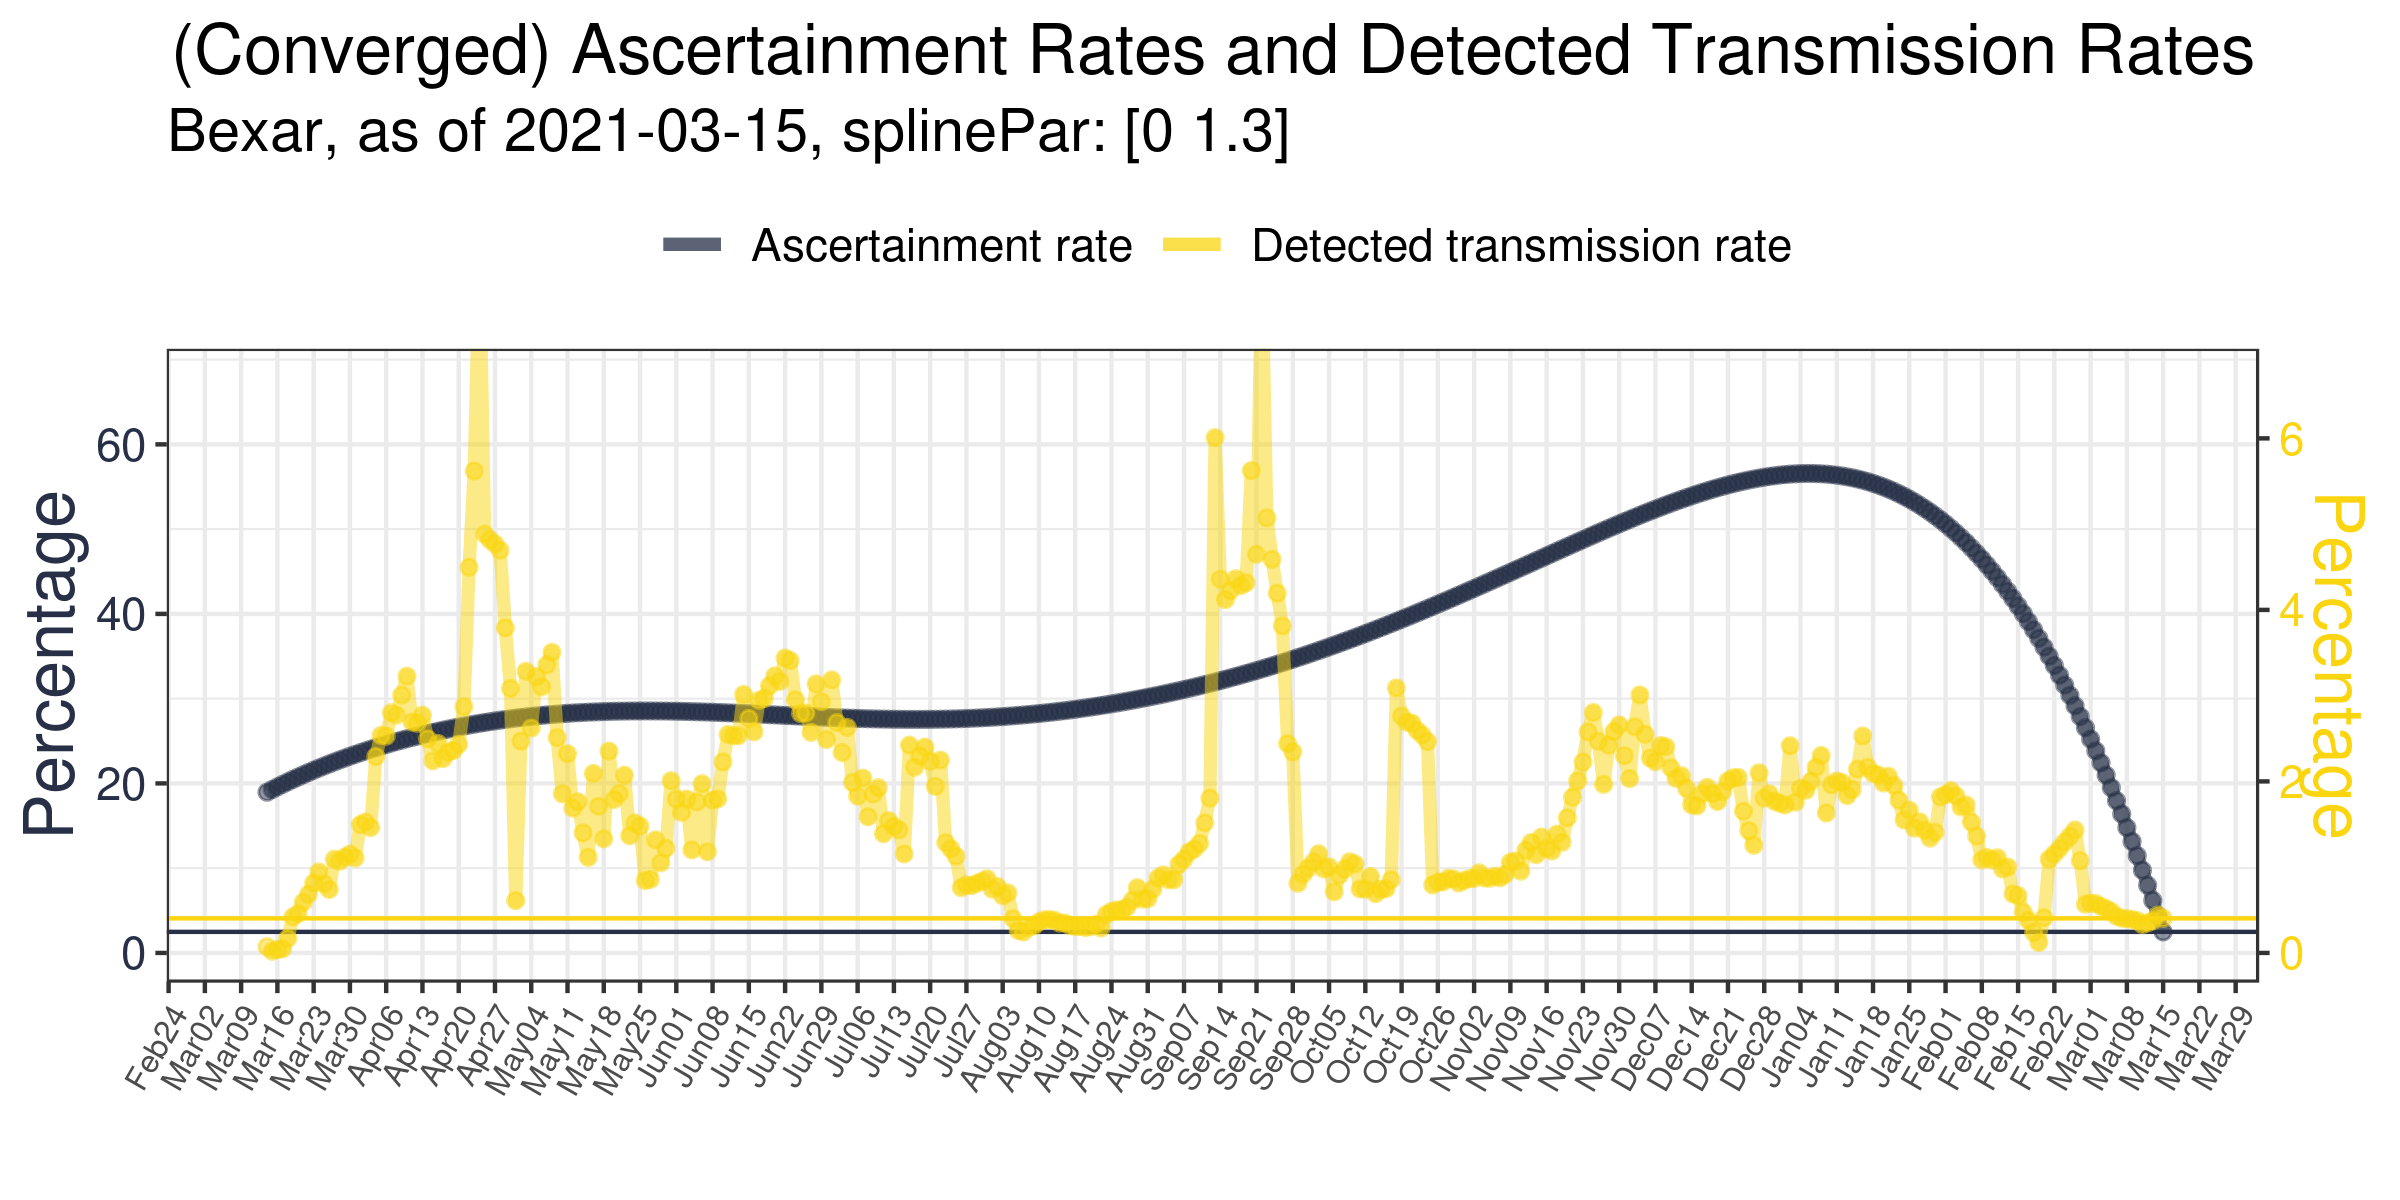 (Converged) Ascertainment Rates and Detected Transmission Rates
Bexar, as of 2021-03-15, splinePar: [0 1.3]
Ascertainment rate Detected transmission rate
Percentage
60
40
20
0
6
4
2
0
Percentage
Feb24 Mar02 Mar09 Mar16 Mar23 Mar30 Apr06 Apr13 Apr20 Apr27 May04 May11 May18 May25 Jun01 Jun08 Jun15 Jun22 Jun29 Jul06 Jul13 Jul20 Jul27 Aug03 Aug10 Aug17 Aug24 Aug31 Sep07 Sep14 Sep21 Sep28 Oct05 Oct12 Oct19 Oct26 Nov02 Nov09 Nov16 Nov23 Nov30 Dec07 Dec14 Dec21 Dec28 Jan04 Jan11 Jan18 Jan25 Feb01 Feb08 Feb15 Feb22 Mar01 Mar08 Mar15 Mar22 Mar29